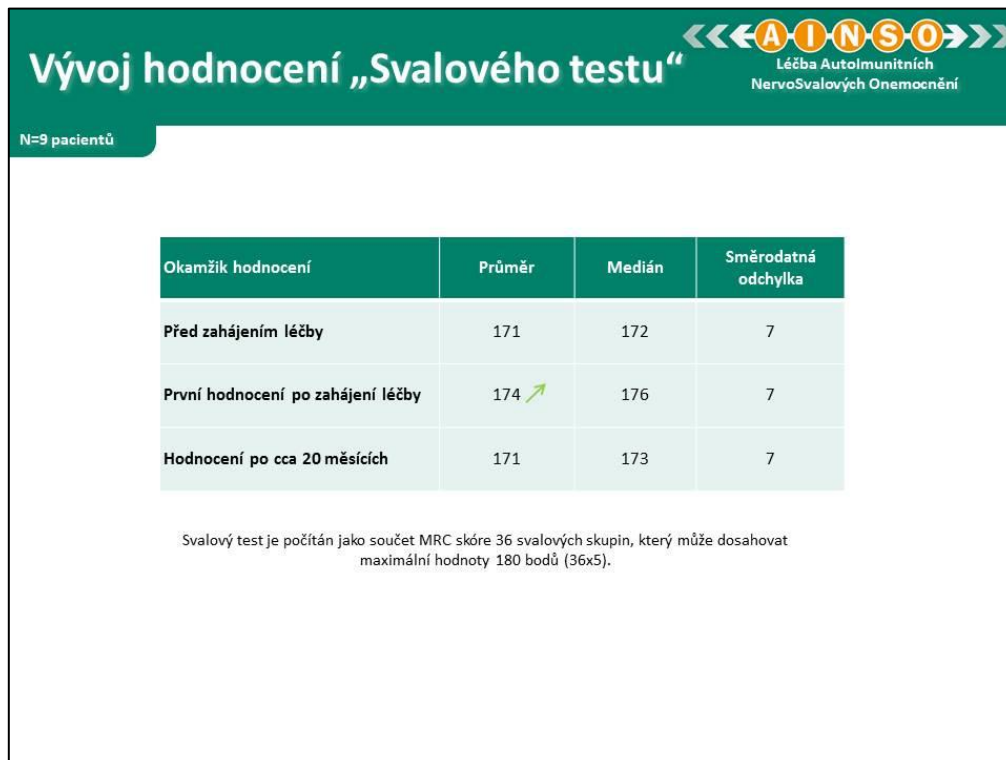 Vývoj hodnocení „Svalového testu“
A-I-N-S-O
Léčba AutoImunitních
NervoSvalových Onemocnění
N=9 pacientů
Okamžik hodnocení Průměr Medián Směrodatná odchylka
Před zahájením léčby 171 172 7
První hodnocení po zahájení léčby 174 176 7
Hodnocení po cca 20 měsících 171 173 7
Svalový test je počítán jako součet MRC skóre 36 svalových skupin, který může dosahovat
maximální hodnoty 180 bodů (36x5).